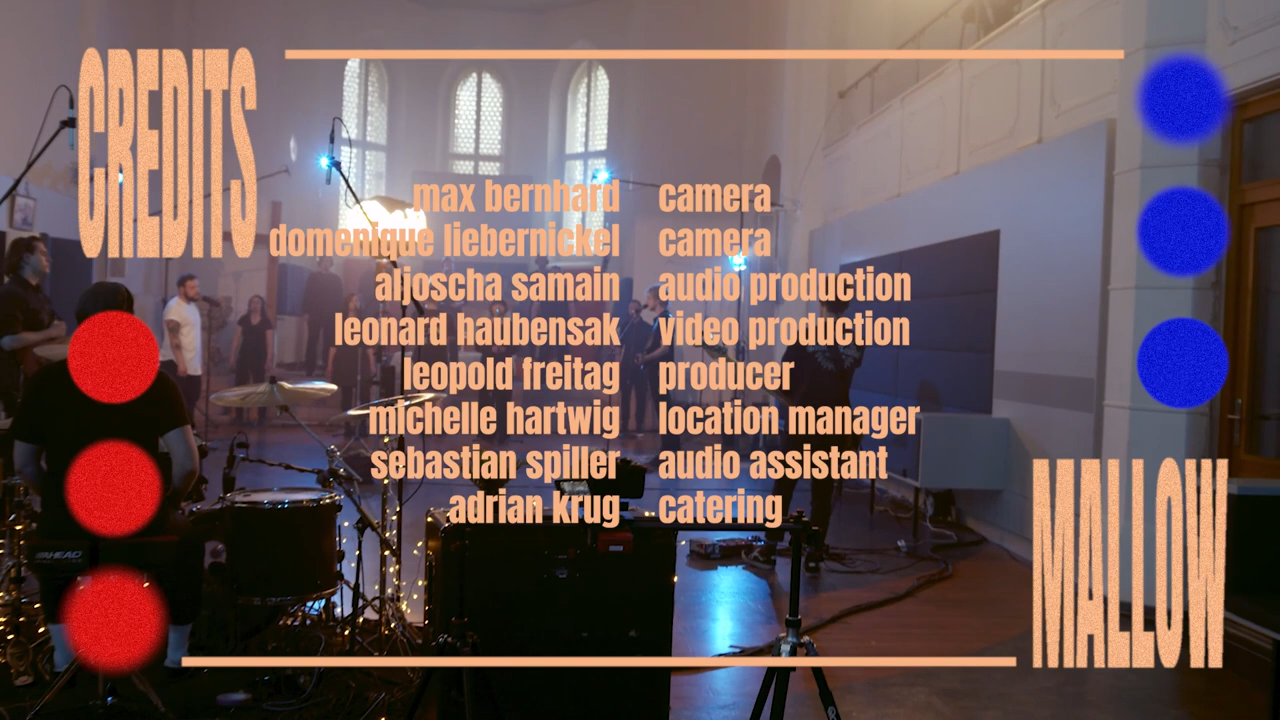 CREDITS
max bernhard camera
domenique liebernickel camera
aljoscha samain audio production
leonard haubensak video production
leopold freitag producer
michelle hartwig location manager
sebastian spiller audio assistant
adrian krug catering
AHEAD
MALLOW